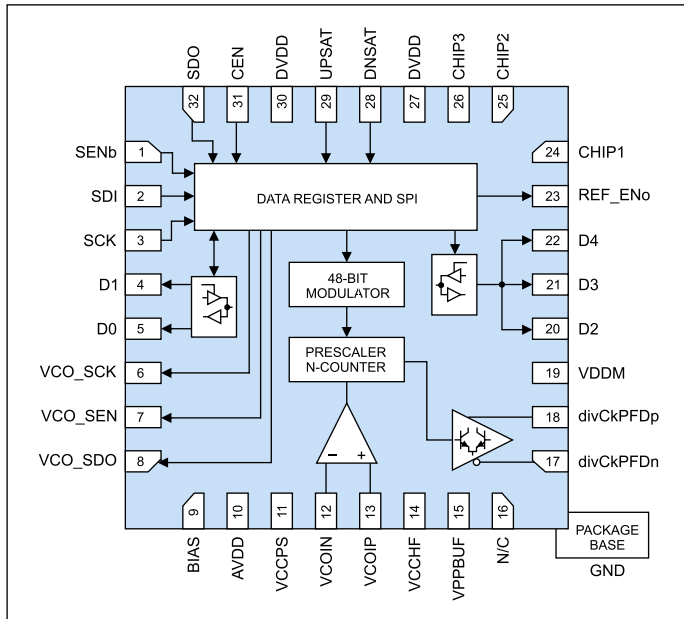 SDO
CEN
DVDD
UPSAT
DNSAT
DVDD
CHIP3
CHIP2
32
31
30
29
28
27
26
25
SENb
1
SDI
2
SCK
3
D1
4
D0
5
VCO_SCK
6
VCO_SEN
7
VCO_SDO
8
DATA REGISTER AND SPI
48-BIT
MODULATOR
PRESCALER
N-COUNTER
–
+
24
CHIP1
23
REF_ENo
22
D4
21
D3
20
D2
19
VDDM
18
divCkPFDp
17
divCkPFDn
9
10
11
12
13
14
15
16
BIAS
AVDD
VCCPS
VCOIN
VCOIP
VCCHF
VPPBUF
N/C
PACKAGE
BASE
GND